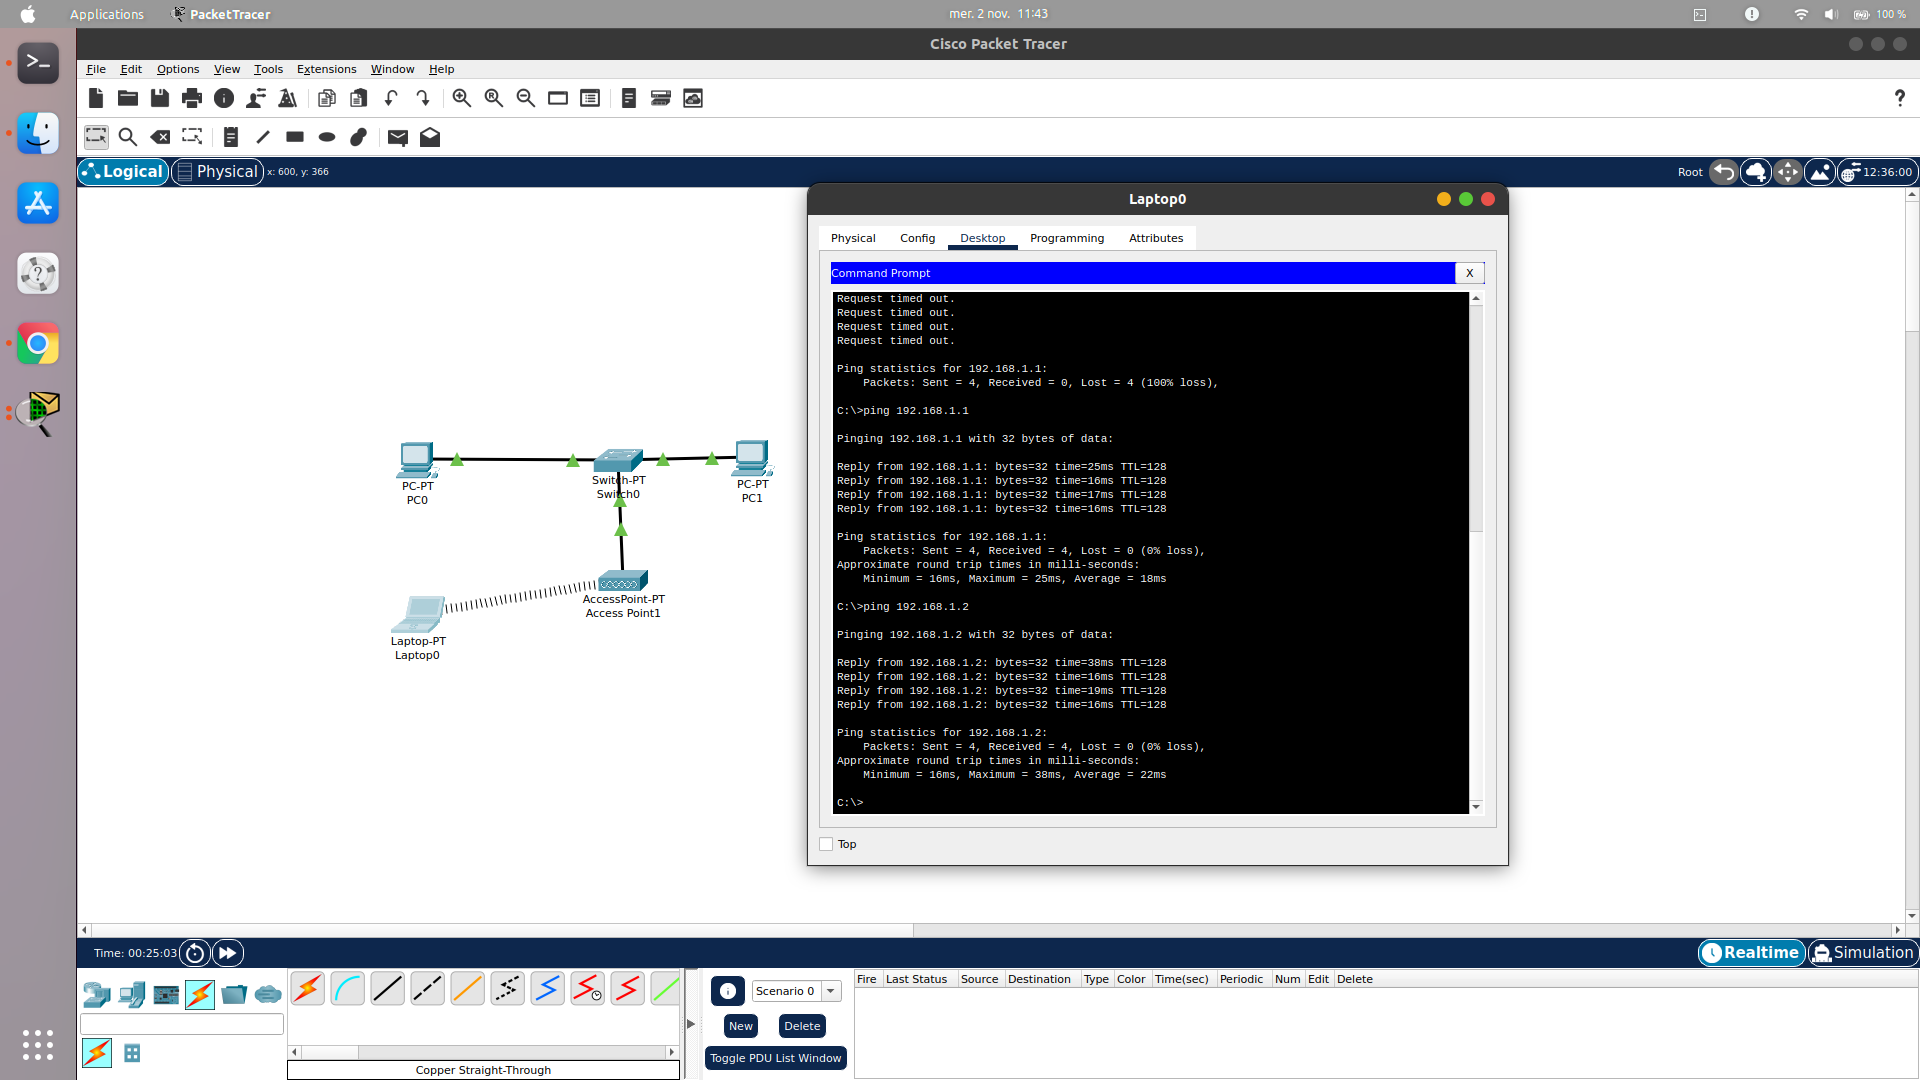 Applications
PacketTracer
mer. 2 nov.  11:43
100 %
Cisco Packet Tracer
File Edit Options View Tools Extensions Window Help
?
Logical
Physical
x: 600, y: 366
Root
12:36:00
PC-PT
PC0
Switch-PT
Switch0
PC-PT
PC1
AccessPoint-PT
Access Point1
Laptop-PT
Laptop0
Laptop0
Physical Config Desktop Programming Attributes
Command Prompt
X
Request timed out.
Request timed out.
Request timed out.
Request timed out.
Ping statistics for 192.168.1.1:
Packets: Sent = 4, Received = 0, Lost = 4 (100% loss),
C:\>ping 192.168.1.1
Pinging 192.168.1.1 with 32 bytes of data:
Reply from 192.168.1.1: bytes=32 time=25ms TTL=128
Reply from 192.168.1.1: bytes=32 time=16ms TTL=128
Reply from 192.168.1.1: bytes=32 time=17ms TTL=128
Reply from 192.168.1.1: bytes=32 time=16ms TTL=128
Ping statistics for 192.168.1.1:
Packets: Sent = 4, Received = 4, Lost = 0 (0% loss),
Approximate round trip times in milli-seconds:
Minimum = 16ms, Maximum = 25ms, Average = 18ms
C:\>ping 192.168.1.2
Pinging 192.168.1.2 with 32 bytes of data:
Reply from 192.168.1.2: bytes=32 time=38ms TTL=128
Reply from 192.168.1.2: bytes=32 time=16ms TTL=128
Reply from 192.168.1.2: bytes=32 time=19ms TTL=128
Reply from 192.168.1.2: bytes=32 time=16ms TTL=128
Ping statistics for 192.168.1.2:
Packets: Sent = 4, Received = 4, Lost = 0 (0% loss),
Approximate round trip times in milli-seconds:
Minimum = 16ms, Maximum = 38ms, Average = 22ms
C:\>
Top
Time: 00:25:03
Realtime
Simulation
Scenario 0
New
Delete
Toggle PDU List Window
Fire Last Status Source Destination Type Color Time(sec) Periodic Num Edit Delete
Copper Straight-Through